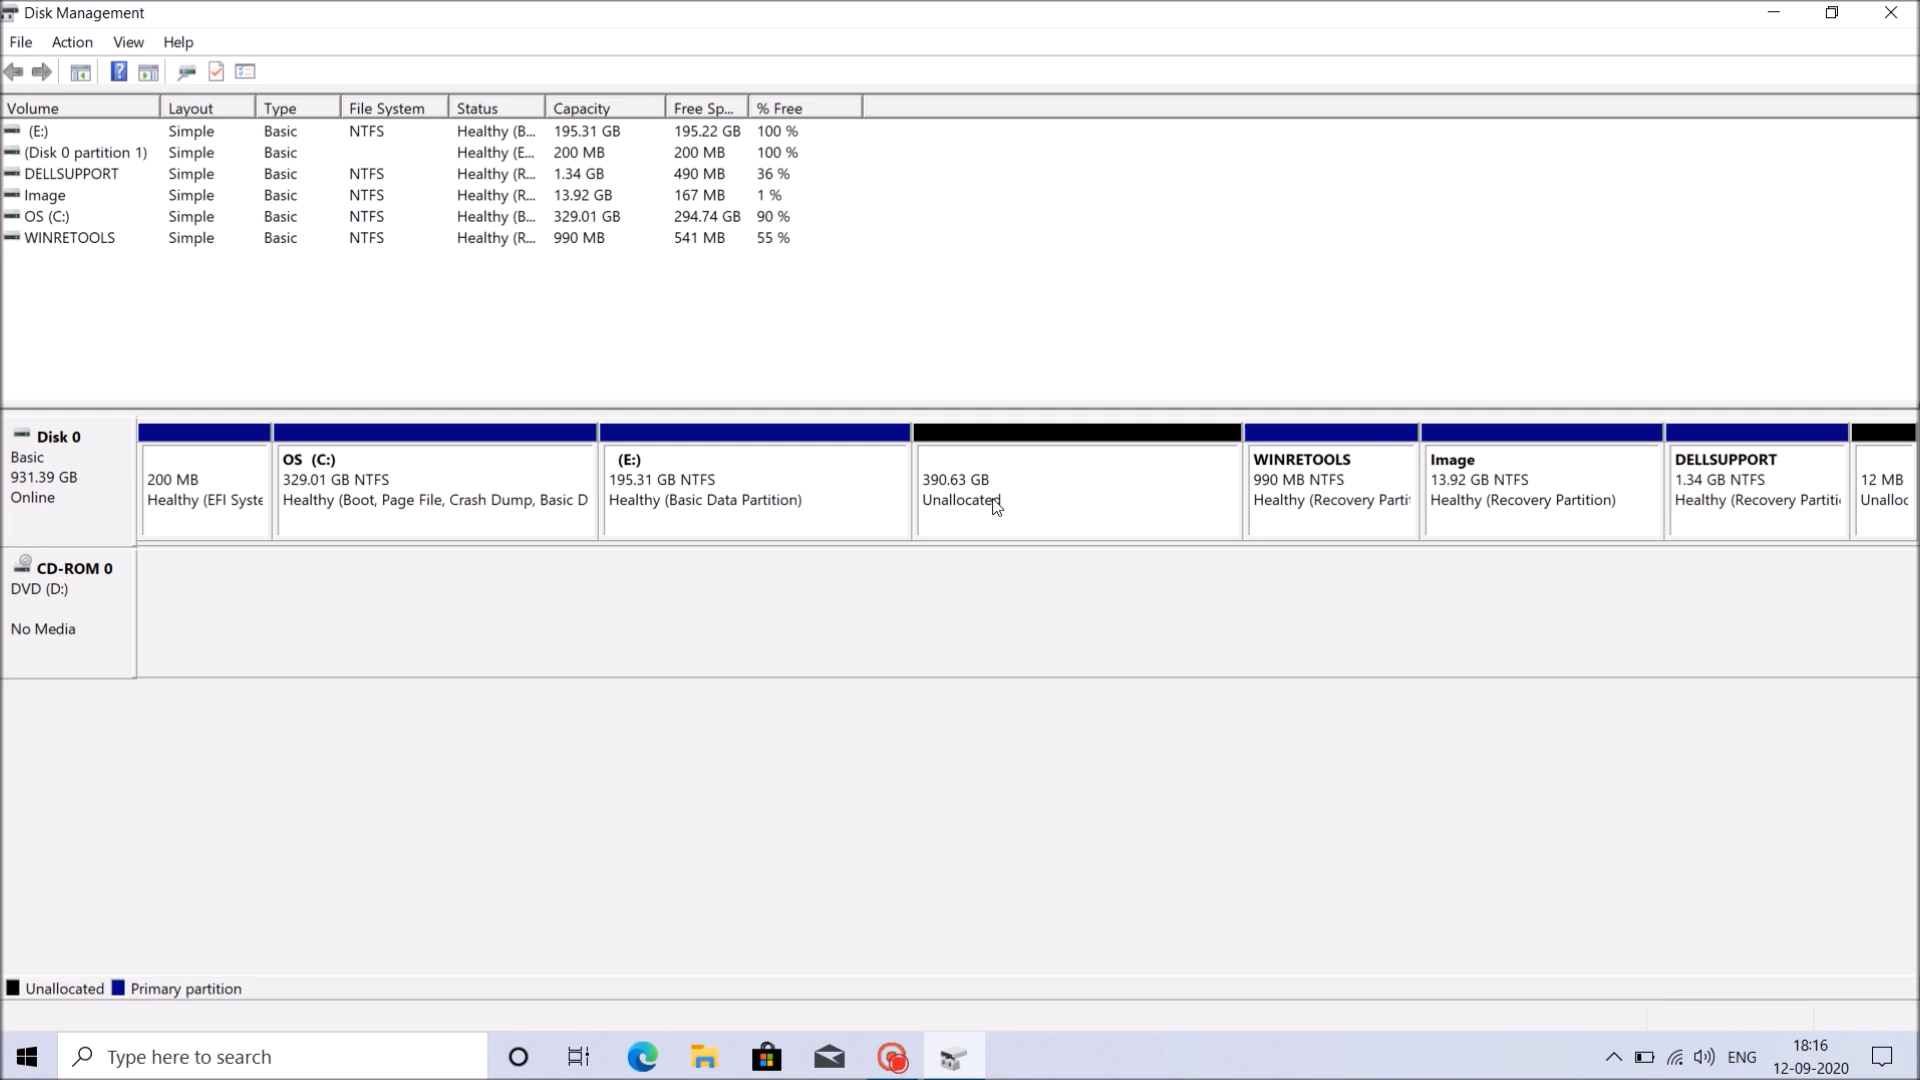 Disk Management
File Action View Help
Volume Layout Type File System Status Capacity Free Sp... % Free
(E:) Simple Basic NTFS Healthy (B... 195.31 GB 195.22 GB 100 %
(Disk 0 partition 1) Simple Basic Healthy (E... 200 MB 200 MB 100 %
DELLSUPPORT Simple Basic NTFS Healthy (R... 1.34 GB 490 MB 36 %
Image Simple Basic NTFS Healthy (R... 13.92 GB 167 MB 1 %
OS (C:) Simple Basic NTFS Healthy (B... 329.01 GB 294.74 GB 90 %
WINRETOOLS Simple Basic NTFS Healthy (R... 990 MB 541 MB 55 %
Disk 0
Basic
931.39 GB
Online
200 MB
Healthy (EFI Syste
OS (C:)
329.01 GB NTFS
Healthy (Boot, Page File, Crash Dump, Basic D
(E:)
195.31 GB NTFS
Healthy (Basic Data Partition)
390.63 GB
Unallocated
WINRETOOLS
990 MB NTFS
Healthy (Recovery Parti
Image
13.92 GB NTFS
Healthy (Recovery Partition)
DELLSUPPORT
1.34 GB NTFS
Healthy (Recovery Partiti
12 MB
Unalloc
CD-ROM 0
DVD (D:)
No Media
Unallocated Primary partition
Type here to search
ENG
18:16
12-09-2020